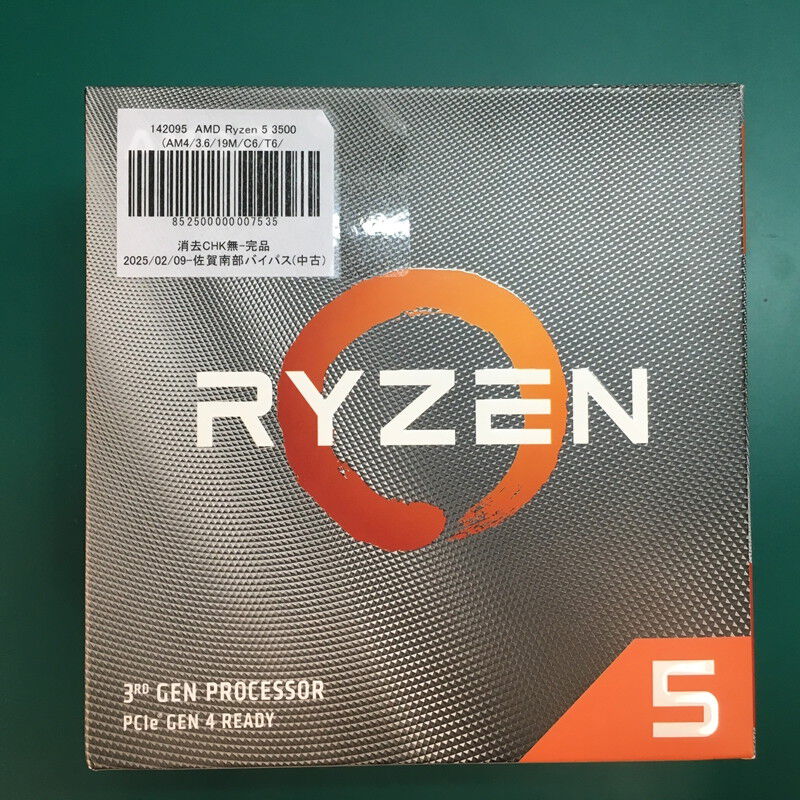 142095 AMD Ryzen 5 3500
(AM4/3.6/19M/C6/T6/
852500000007535
消去CHK無-完品
2025/02/09-佐賀南部バイパス(中古)
RYZEN
3RD GEN PROCESSOR
PCIe® GEN 4 READY
5